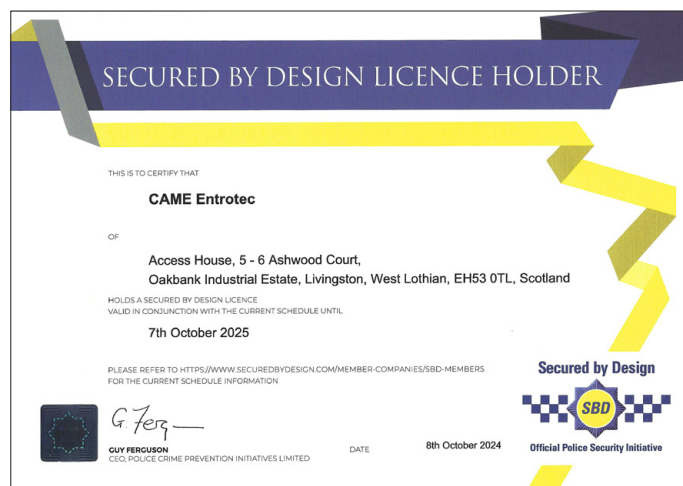 SECURED BY DESIGN LICENCE HOLDER
THIS IS TO CERTIFY THAT
CAME Entrotec
OF
Access House, 5 - 6 Ashwood Court,
Oakbank Industrial Estate, Livingston, West Lothian, EH53 0TL, Scotland
HOLDS A SECURED BY DESIGN LICENCE
VALID IN CONJUNCTION WITH THE CURRENT SCHEDULE UNTIL
7th October 2025
PLEASE REFER TO HTTPS://WWW.SECUREDBYDESIGN.COM/MEMBER-COMPANIES/SBD-MEMBERS
FOR THE CURRENT SCHEDULE INFORMATION
G. Ferg
GUY FERGUSON
CEO, POLICE CRIME PREVENTION INITIATIVES LIMITED
DATE
8th October 2024
Secured by Design
SBD
Official Police Security Initiative